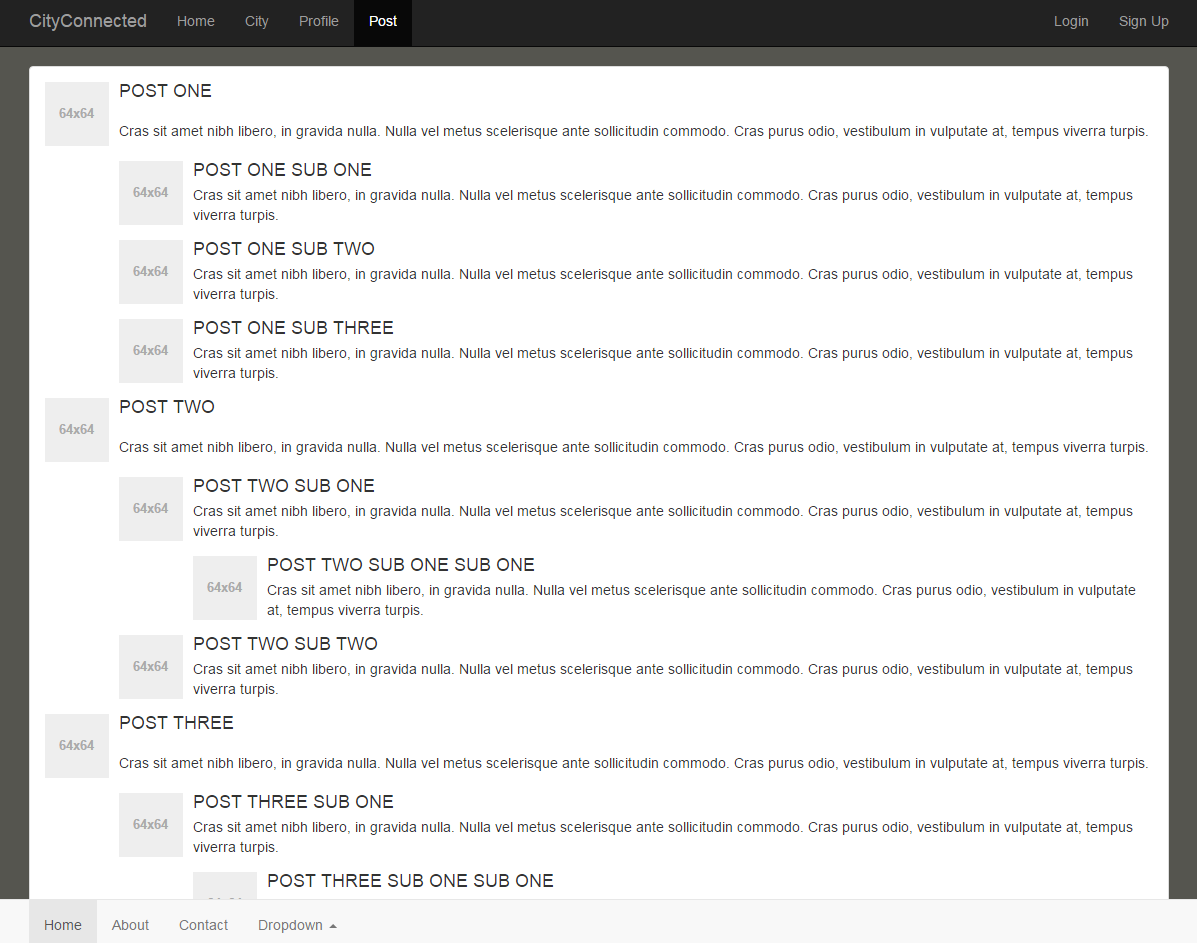 CityConnected Home City Profile Post Login Sign Up
64x64
POST ONE
Cras sit amet nibh libero, in gravida nulla. Nulla vel metus scelerisque ante sollicitudin commodo. Cras purus odio, vestibulum in vulputate at, tempus viverra turpis.
64x64
POST ONE SUB ONE
Cras sit amet nibh libero, in gravida nulla. Nulla vel metus scelerisque ante sollicitudin commodo. Cras purus odio, vestibulum in vulputate at, tempus
viverra turpis.
64x64
POST ONE SUB TWO
Cras sit amet nibh libero, in gravida nulla. Nulla vel metus scelerisque ante sollicitudin commodo. Cras purus odio, vestibulum in vulputate at, tempus
viverra turpis.
64x64
POST ONE SUB THREE
Cras sit amet nibh libero, in gravida nulla. Nulla vel metus scelerisque ante sollicitudin commodo. Cras purus odio, vestibulum in vulputate at, tempus
viverra turpis.
64x64
POST TWO
Cras sit amet nibh libero, in gravida nulla. Nulla vel metus scelerisque ante sollicitudin commodo. Cras purus odio, vestibulum in vulputate at, tempus viverra turpis.
64x64
POST TWO SUB ONE
Cras sit amet nibh libero, in gravida nulla. Nulla vel metus scelerisque ante sollicitudin commodo. Cras purus odio, vestibulum in vulputate at, tempus
viverra turpis.
64x64
POST TWO SUB ONE SUB ONE
Cras sit amet nibh libero, in gravida nulla. Nulla vel metus scelerisque ante sollicitudin commodo. Cras purus odio, vestibulum in vulputate
at, tempus viverra turpis.
64x64
POST TWO SUB TWO
Cras sit amet nibh libero, in gravida nulla. Nulla vel metus scelerisque ante sollicitudin commodo. Cras purus odio, vestibulum in vulputate at, tempus
viverra turpis.
64x64
POST THREE
Cras sit amet nibh libero, in gravida nulla. Nulla vel metus scelerisque ante sollicitudin commodo. Cras purus odio, vestibulum in vulputate at, tempus viverra turpis.
64x64
POST THREE SUB ONE
Cras sit amet nibh libero, in gravida nulla. Nulla vel metus scelerisque ante sollicitudin commodo. Cras purus odio, vestibulum in vulputate at, tempus
viverra turpis.
POST THREE SUB ONE SUB ONE
Home About Contact Dropdown